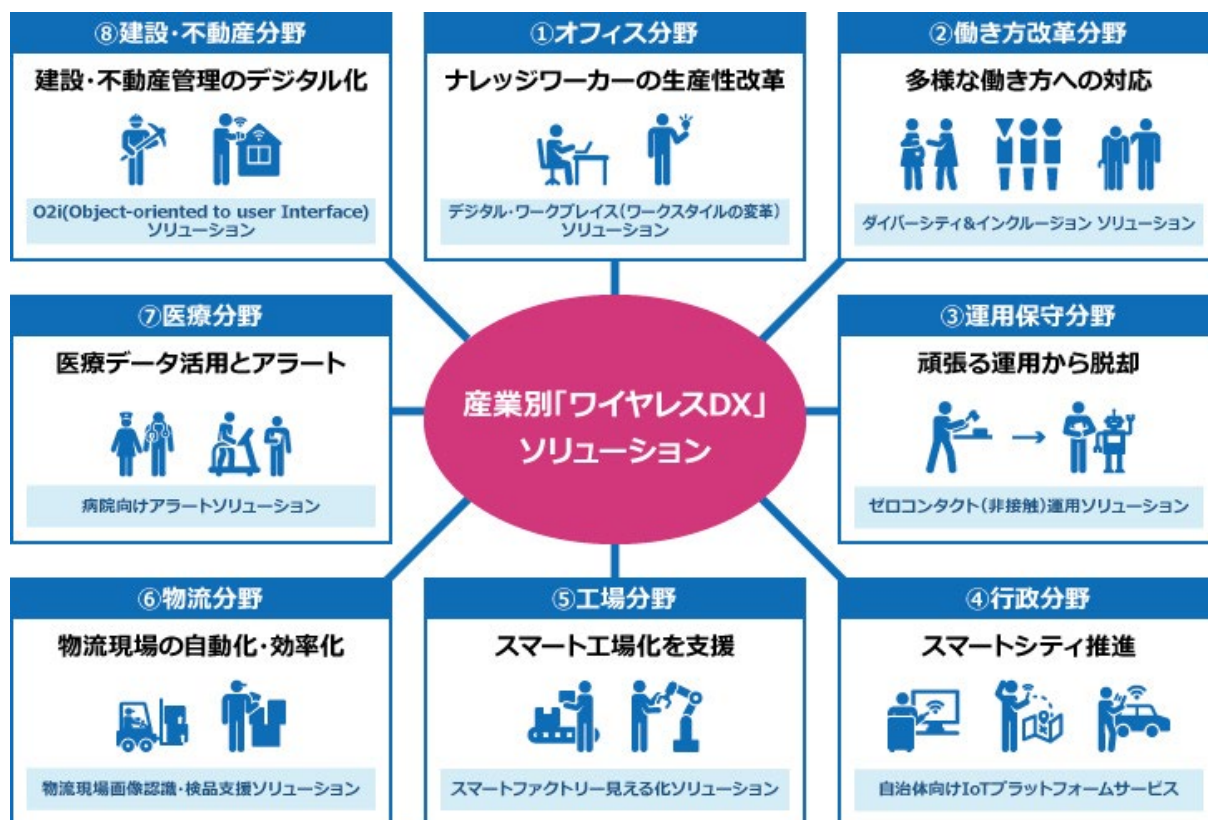 ⑧建設・不動産分野
建設・不動産管理のデジタル化
O2i(Object-oriented to user Interface)
ソリューション
①オフィス分野
ナレッジワーカーの生産性改革
デジタル・ワークプレイス（ワークスタイルの変革）
ソリューション
②働き方改革分野
多様な働き方への対応
ダイバーシティ&インクルージョン ソリューション
⑦医療分野
医療データ活用とアラート
病院向けアラートソリューション
産業別「ワイヤレスDX」
ソリューション
③運用保守分野
頑張る運用から脱却
ゼロコンタクト（非接触）運用ソリューション
⑥物流分野
物流現場の自動化・効率化
物流現場画像認識・検品支援ソリューション
⑤工場分野
スマート工場化を支援
スマートファクトリー見える化ソリューション
④行政分野
スマートシティ推進
自治体向けIoTプラットフォームサービス